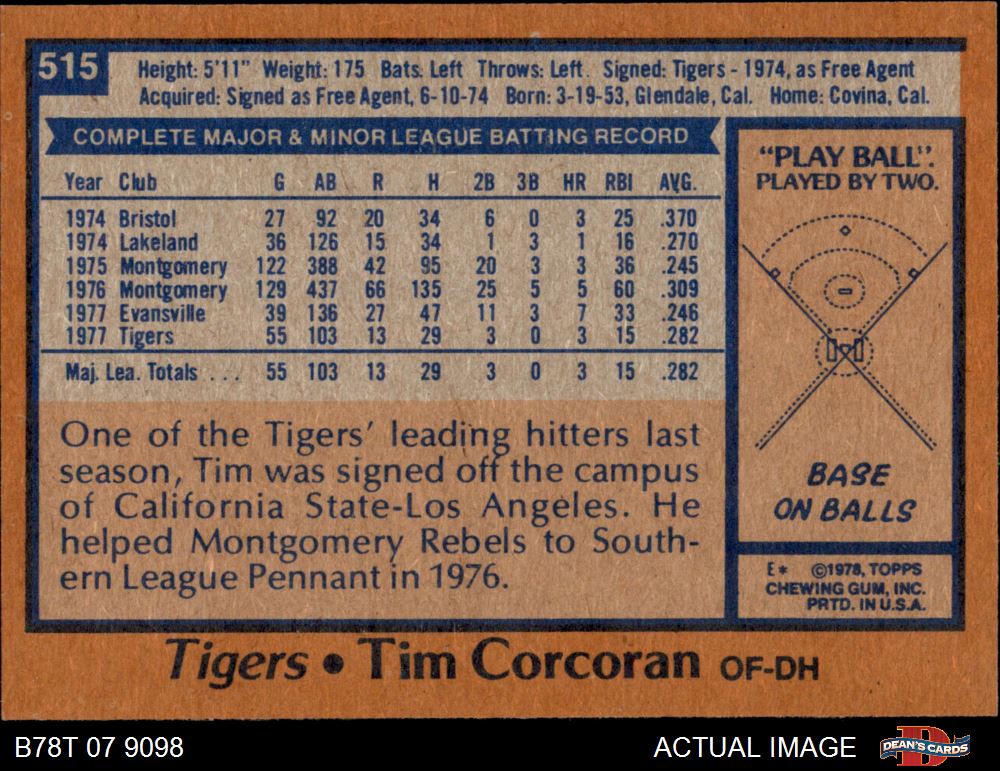 515
Height: 5'11" Weight: 175 Bats: Left Throws: Left. Signed: Tigers - 1974, as Free Agent
Acquired: Signed as Free Agent, 6-10-74 Born: 3-19-53, Glendale, Cal. Home: Covina, Cal.
COMPLETE MAJOR & MINOR LEAGUE BATTING RECORD
Year Club G AB R H 2B 3B HR RBI AVG.
1974 Bristol 27 92 20 34 6 0 3 25 .370
1974 Lakeland 36 126 15 34 1 3 1 16 .270
1975 Montgomery 122 388 42 95 20 3 3 36 .245
1976 Montgomery 129 437 66 135 25 5 5 60 .309
1977 Evansville 39 136 27 47 11 3 7 33 .246
1977 Tigers 55 103 13 29 3 0 3 15 .282
Maj. Lea. Totals . . . 55 103 13 29 3 0 3 15 .282
One of the Tigers' leading hitters last
season, Tim was signed off the campus
of California State-Los Angeles. He
helped Montgomery Rebels to South-
ern League Pennant in 1976.
"PLAY BALL".
PLAYED BY TWO.
BASE
ON BALLS
E* ©1978, TOPPS
CHEWING GUM, INC.
PRTD. IN U.S.A.
Tigers • Tim Corcoran OF-DH
B78T 07 9098
ACTUAL IMAGE
DEAN'S CARDS